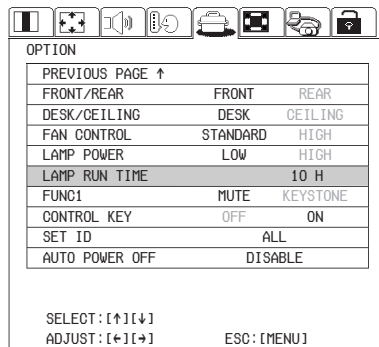 OPTION
PREVIOUS PAGE ↑
FRONT/REAR FRONT REAR
DESK/CEILING DESK CEILING
FAN CONTROL STANDARD HIGH
LAMP POWER LOW HIGH
LAMP RUN TIME 10 H
FUNC1 MUTE KEYSTONE
CONTROL KEY OFF ON
SET ID ALL
AUTO POWER OFF DISABLE
SELECT:[↑][↓]
ADJUST:[←][→] ESC:[MENU]